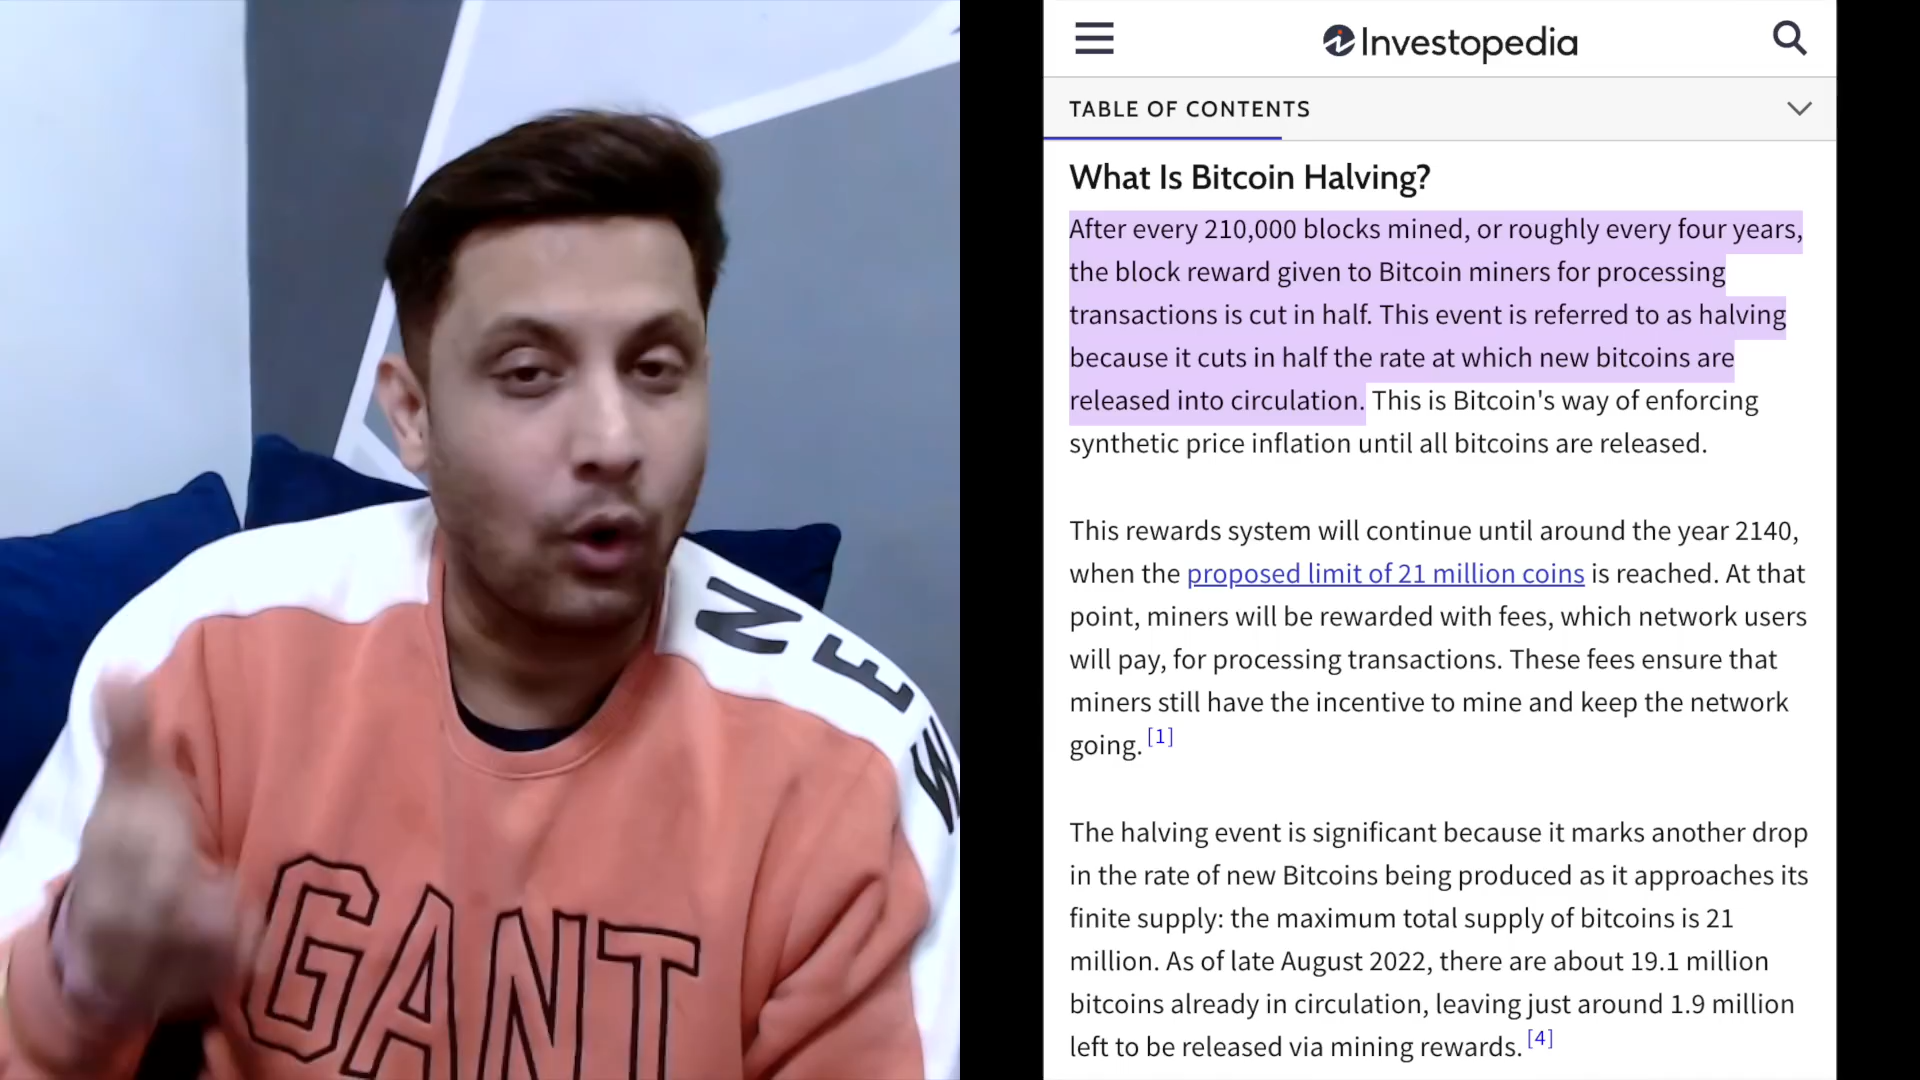 N
E
W
GANT
Investopedia
TABLE OF CONTENTS
What Is Bitcoin Halving?
After every 210,000 blocks mined, or roughly every four years,
the block reward given to Bitcoin miners for processing
transactions is cut in half. This event is referred to as halving
because it cuts in half the rate at which new bitcoins are
released into circulation. This is Bitcoin's way of enforcing
synthetic price inflation until all bitcoins are released.
This rewards system will continue until around the year 2140,
when the proposed limit of 21 million coins is reached. At that
point, miners will be rewarded with fees, which network users
will pay, for processing transactions. These fees ensure that
miners still have the incentive to mine and keep the network
going. [1]
The halving event is significant because it marks another drop
in the rate of new Bitcoins being produced as it approaches its
finite supply: the maximum total supply of bitcoins is 21
million. As of late August 2022, there are about 19.1 million
bitcoins already in circulation, leaving just around 1.9 million
left to be released via mining rewards. [4]